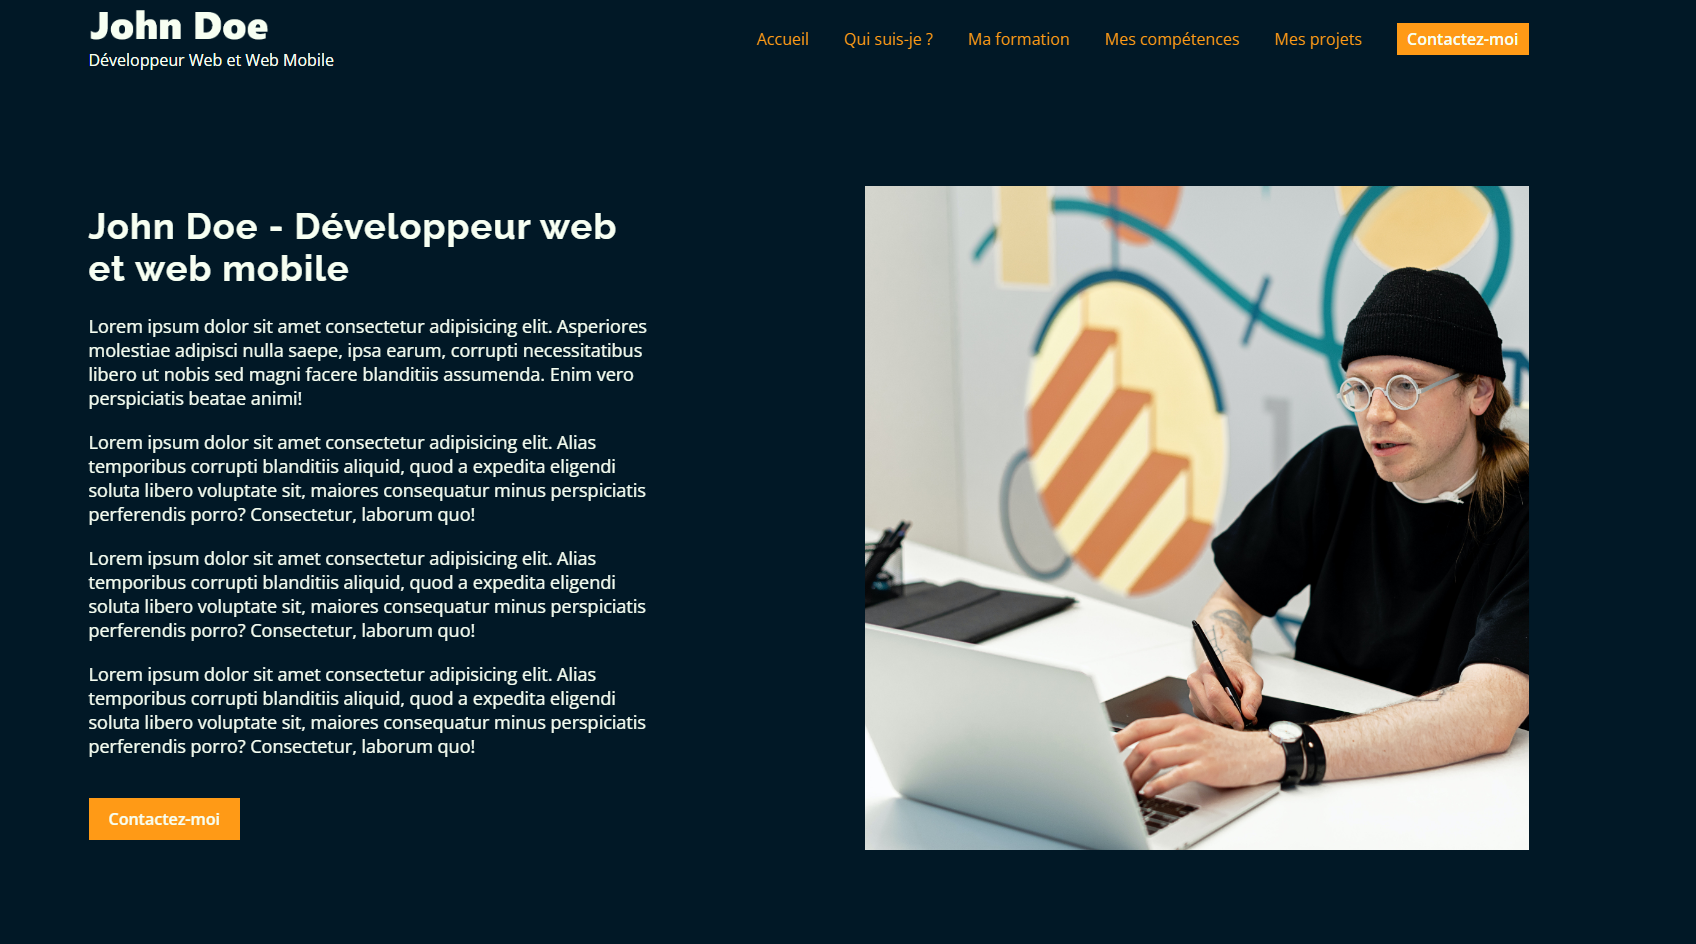 John Doe
Développeur Web et Web Mobile
Accueil
Qui suis-je ?
Ma formation
Mes compétences
Mes projets
Contactez-moi
John Doe - Développeur web
et web mobile
Lorem ipsum dolor sit amet consectetur adipisicing elit. Asperiores
molestiae adipisci nulla saepe, ipsa earum, corrupti necessitatibus
libero ut nobis sed magni facere blanditiis assumenda. Enim vero
perspiciatis beatae animi!
Lorem ipsum dolor sit amet consectetur adipisicing elit. Alias
temporibus corrupti blanditiis aliquid, quod a expedita eligendi
soluta libero voluptate sit, maiores consequatur minus perspiciatis
perferendis porro? Consectetur, laborum quo!
Lorem ipsum dolor sit amet consectetur adipisicing elit. Alias
temporibus corrupti blanditiis aliquid, quod a expedita eligendi
soluta libero voluptate sit, maiores consequatur minus perspiciatis
perferendis porro? Consectetur, laborum quo!
Lorem ipsum dolor sit amet consectetur adipisicing elit. Alias
temporibus corrupti blanditiis aliquid, quod a expedita eligendi
soluta libero voluptate sit, maiores consequatur minus perspiciatis
perferendis porro? Consectetur, laborum quo!
Contactez-moi